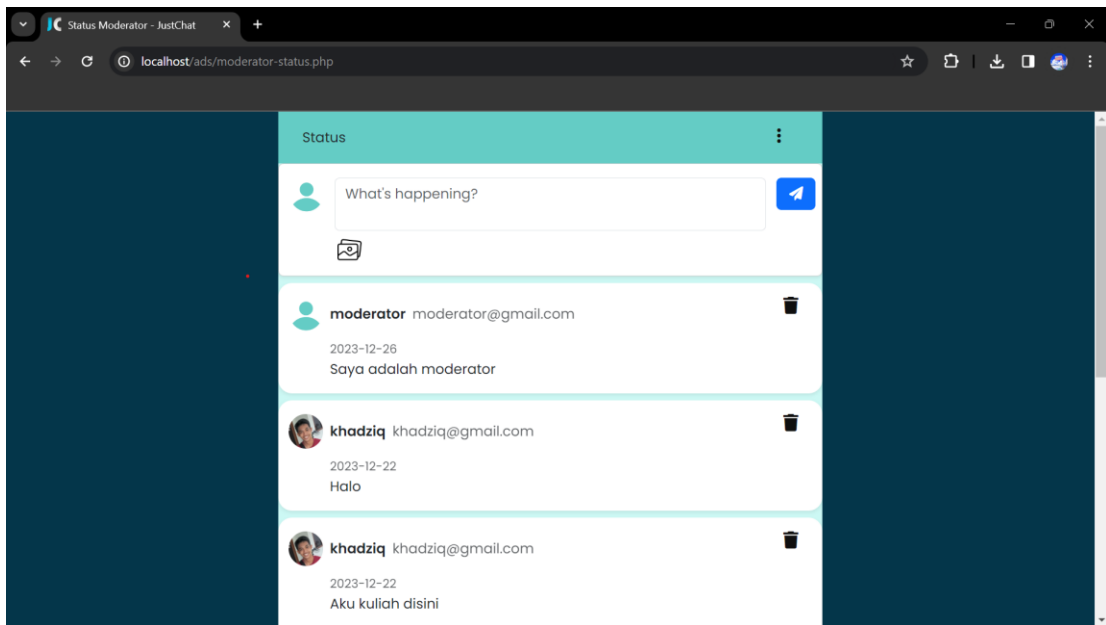 Status Moderator - JustChat
localhost/ads/moderator-status.php
Status
What's happening?
moderator moderator@gmail.com
2023-12-26
Saya adalah moderator
khadziq khadziq@gmail.com
2023-12-22
Halo
khadziq khadziq@gmail.com
2023-12-22
Aku kuliah disini